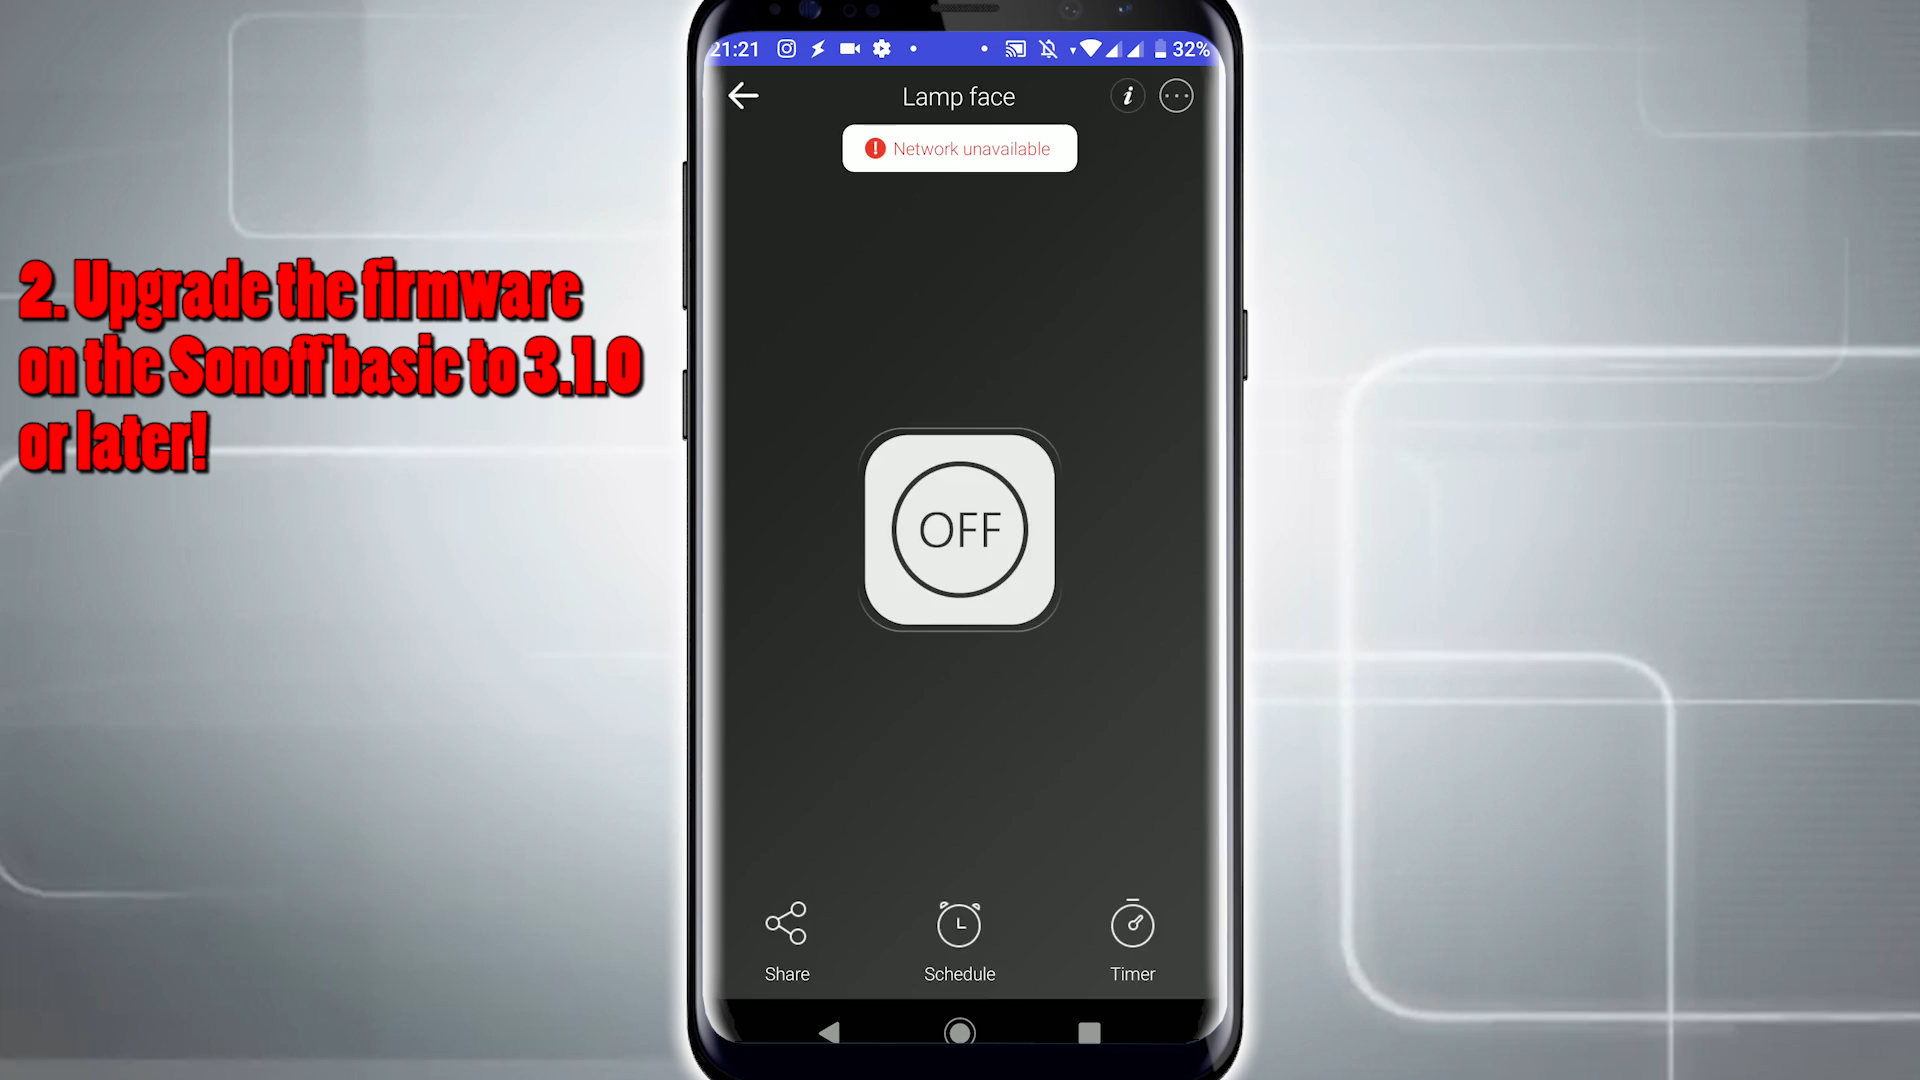 21:21
32%
Lamp face
Network unavailable
2. Upgrade the firmware
on the Sonoff basic to 3.1.0
or later!
OFF
Share
Schedule
Timer